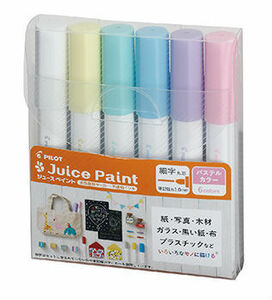 PILOT
Juice Paint
ジュースペイント
細字
パステル
カラー
6colors
紙・写真・木材
ガラス・黒い紙・布
プラスチックなど
いろいろなモノに描ける